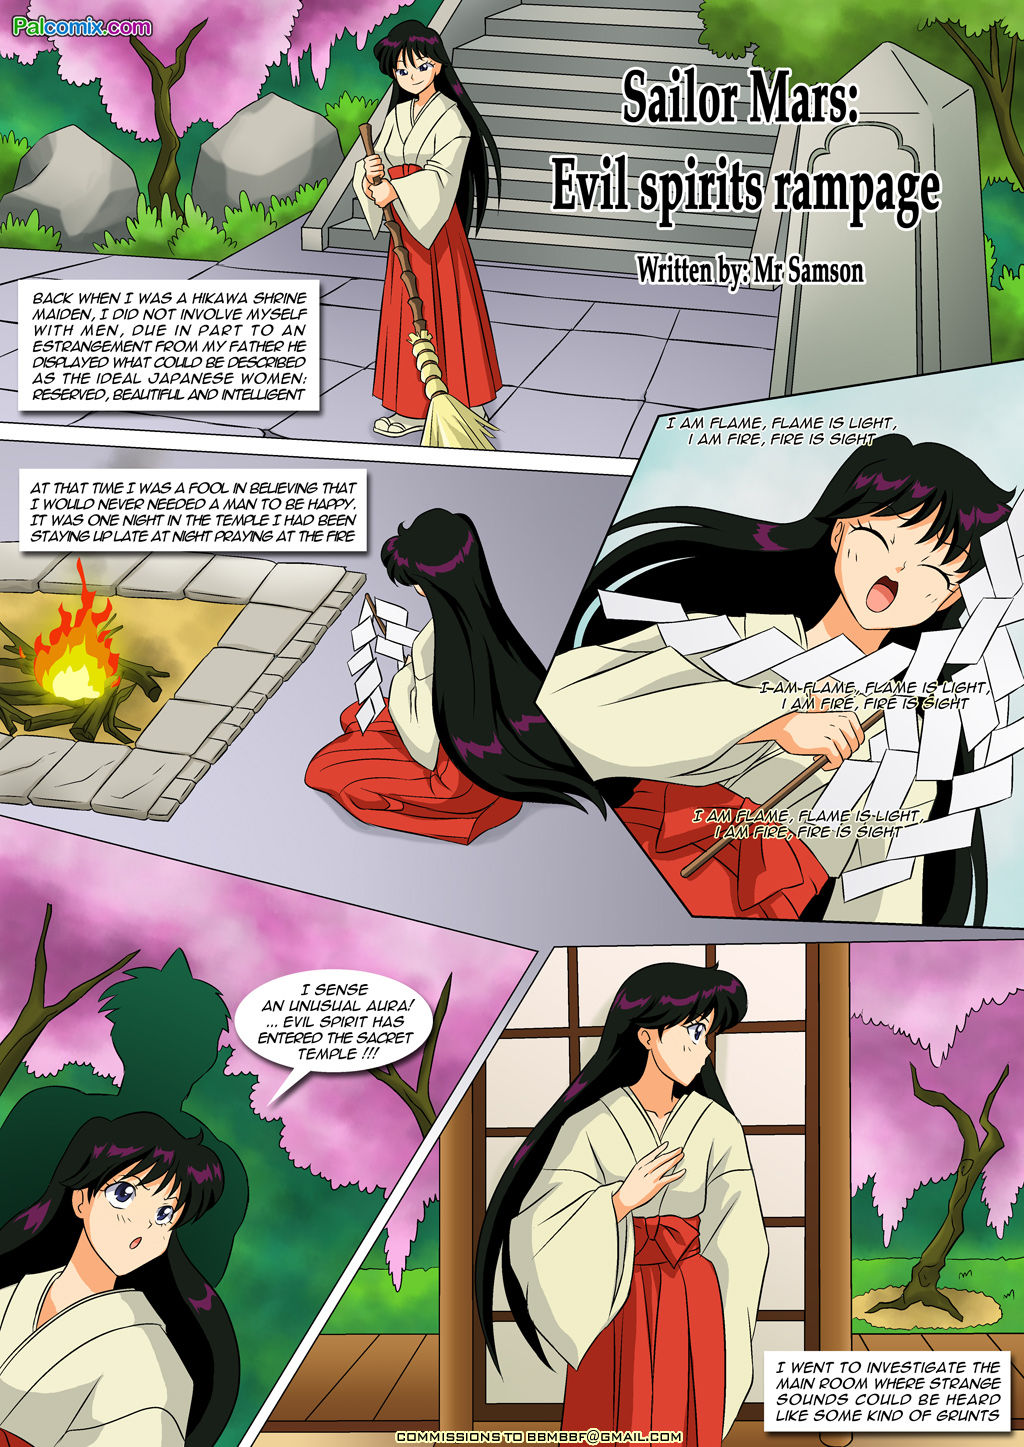 Palcomix.com
Sailor Mars:
Evil spirits rampage
Written by: Mr Samson
BACK WHEN I WAS A HIKAWA SHRINE
MAIDEN, I DID NOT INVOLVE MYSELF
WITH MEN, DUE IN PART TO AN
ESTRANGEMENT FROM MY FATHER HE
DISPLAYED WHAT COULD BE DESCRIBED
AS THE IDEAL JAPANESE WOMEN:
RESERVED, BEAUTIFUL AND INTELLIGENT
AT THAT TIME I WAS A FOOL IN BELIEVING THAT
I WOULD NEVER NEEDED A MAN TO BE HAPPY.
IT WAS ONE NIGHT IN THE TEMPLE I HAD BEEN
STAYING UP LATE AT NIGHT PRAYING AT THE FIRE
I AM FLAME, FLAME IS LIGHT,
I AM FIRE, FIRE IS SIGHT
I AM FLAME, FLAME IS LIGHT,
I AM FIRE, FIRE IS SIGHT
I AM FLAME, FLAME IS LIGHT,
I AM FIRE, FIRE IS SIGHT
I SENSE
AN UNUSUAL AURA!
... EVIL SPIRIT HAS
ENTERED THE SACRET
TEMPLE !!!
I WENT TO INVESTIGATE THE
MAIN ROOM WHERE STRANGE
SOUNDS COULD BE HEARD
LIKE SOME KIND OF GRUNTS
COMMISSIONS TO BBMBBF@GMAIL.COM